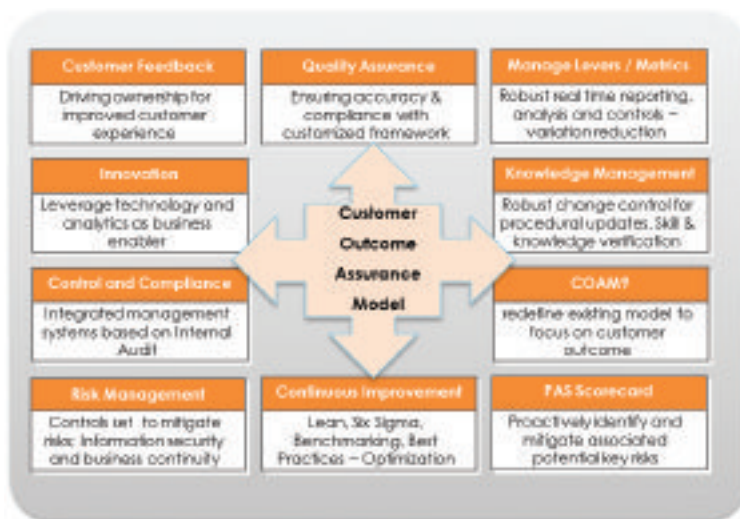 Customer Feedback
Driving ownership for
improved customer
experience
Quality Assurance
Ensuring accuracy &
compliance with
customized framework
Manage Levers / Metrics
Robust real time reporting,
analysis and controls –
variation reduction
Innovation
Leverage technology and
analytics as business
enabler
Knowledge Management
Robust change control for
procedural updates, Skill &
knowledge verification
Customer
Outcome
Assurance
Model
Control and Compliance
Integrated management
systems based on Internal
Audit
COAM?
redefine existing model to
focus on customer
outcome
Risk Management
Controls set to mitigate
risks; Information security
and business continuity
Continuous Improvement
Lean, Six Sigma,
Benchmarking, Best
Practices – Optimization
Scorecard
Proactively identify and
mitigate associated
potential key risks